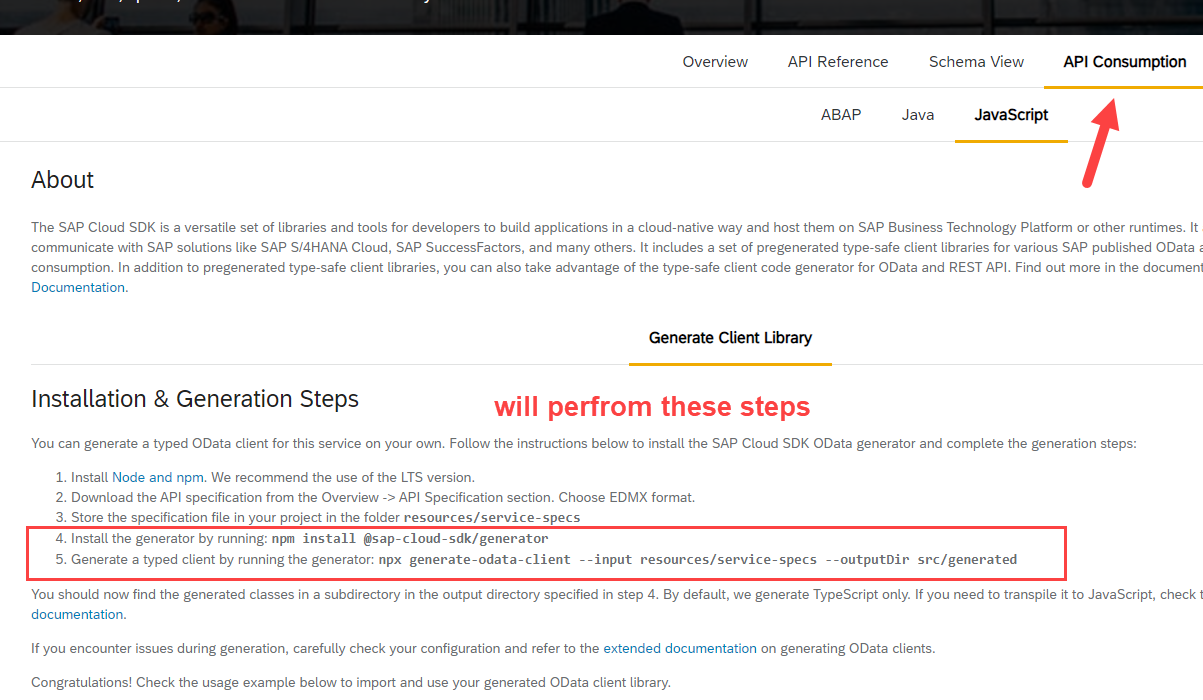 Overview API Reference Schema View API Consumption
ABAP Java JavaScript
About
The SAP Cloud SDK is a versatile set of libraries and tools for developers to build applications in a cloud-native way and host them on SAP Business Technology Platform or other runtimes. It
communicate with SAP solutions like SAP S/4HANA Cloud, SAP SuccessFactors, and many others. It includes a set of pregenerated type-safe client libraries for various SAP published OData
consumption. In addition to pregenerated type-safe client libraries, you can also take advantage of the type-safe client code generator for OData and REST API. Find out more in the
Documentation.
Generate Client Library
Installation & Generation Steps
will perfrom these steps
You can generate a typed OData client for this service on your own. Follow the instructions below to install the SAP Cloud SDK OData generator and complete the generation steps:
1. Install Node and npm. We recommend the use of the LTS version.
2. Download the API specification from the Overview -> API Specification section. Choose EDMX format.
3. Store the specification file in your project in the folder resources/service-specs
4. Install the generator by running: npm install @sap-cloud-sdk/generator
5. Generate a typed client by running the generator: npx generate-odata-client --input resources/service-specs --outputDir src/generated
You should now find the generated classes in a subdirectory in the output directory specified in step 4. By default, we generate TypeScript only. If you need to transpile it to JavaScript, check
documentation.
If you encounter issues during generation, carefully check your configuration and refer to the extended documentation on generating OData clients.
Congratulations! Check the usage example below to import and use your generated OData client library.